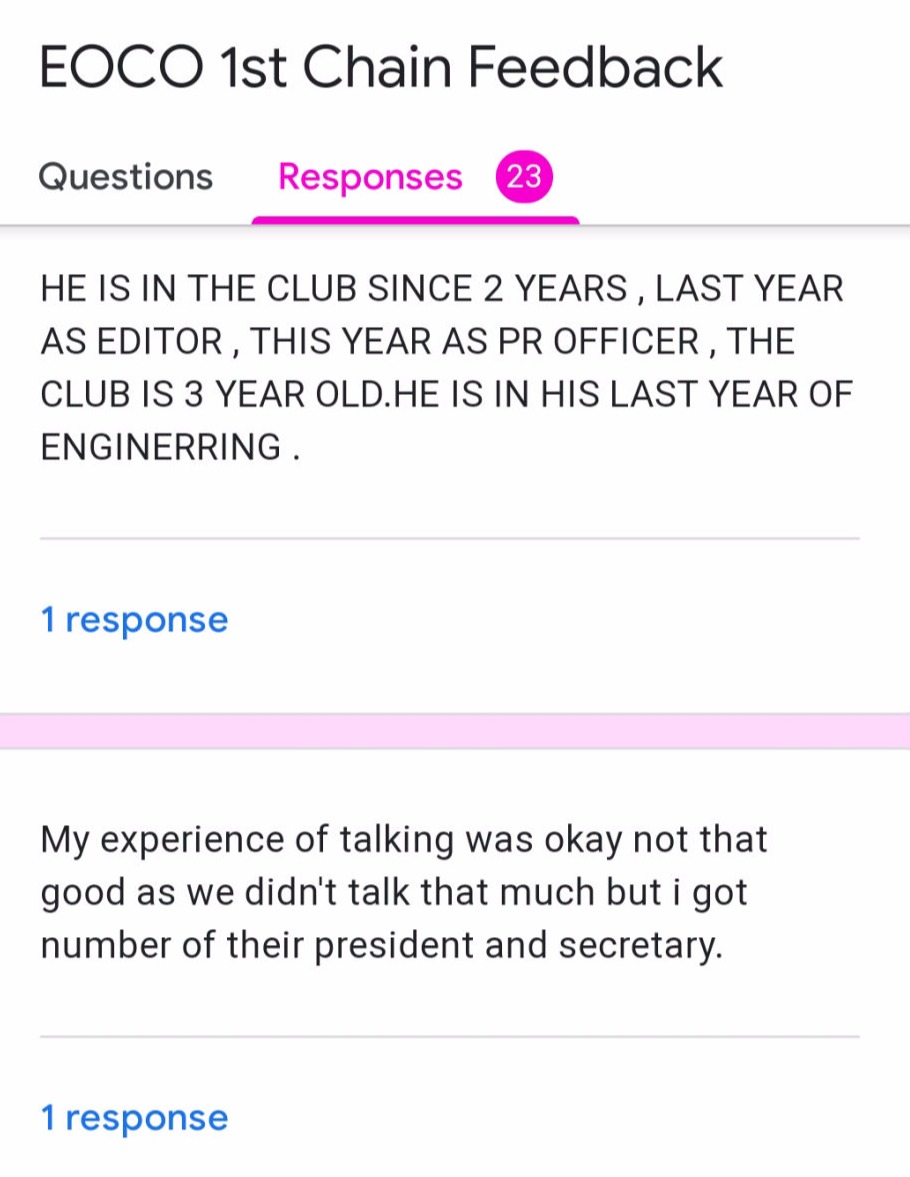 EOCO 1st Chain Feedback
Questions Responses 23
HE IS IN THE CLUB SINCE 2 YEARS , LAST YEAR
AS EDITOR , THIS YEAR AS PR OFFICER , THE
CLUB IS 3 YEAR OLD.HE IS IN HIS LAST YEAR OF
ENGINERRING .
1 response
My experience of talking was okay not that
good as we didn't talk that much but i got
number of their president and secretary.
1 response